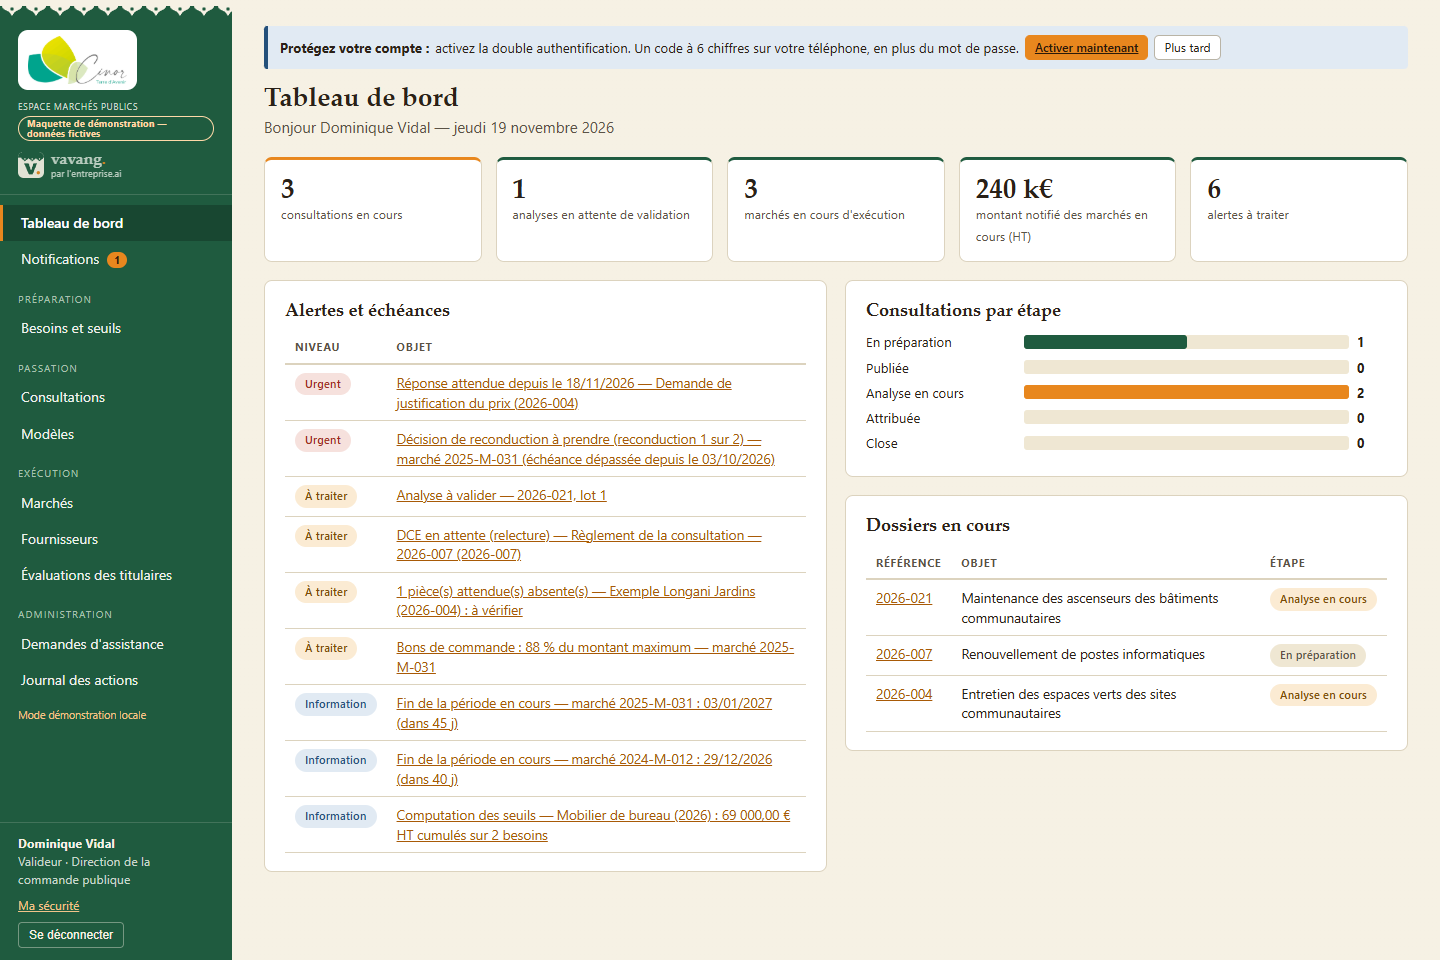 Cinor
Terre d'Avenir
ESPACE MARCHÉS PUBLICS
Maquette de démonstration —
données fictives
v.
vavang.
par l'entreprise.ai
Tableau de bord
Notifications 1
PRÉPARATION
Besoins et seuils
PASSATION
Consultations
Modèles
EXÉCUTION
Marchés
Fournisseurs
Évaluations des titulaires
ADMINISTRATION
Demandes d'assistance
Journal des actions
Mode démonstration locale
Dominique Vidal
Valideur · Direction de la
commande publique
Ma sécurité
Se déconnecter
Protégez votre compte : activez la double authentification. Un code à 6 chiffres sur votre téléphone, en plus du mot de passe. Activer maintenant Plus tard
Tableau de bord
Bonjour Dominique Vidal — jeudi 19 novembre 2026
3
consultations en cours
1
analyses en attente de validation
3
marchés en cours d'exécution
240 k€
montant notifié des marchés en
cours (HT)
6
alertes à traiter
Alertes et échéances
NIVEAU OBJET
Urgent Réponse attendue depuis le 18/11/2026 — Demande de
justification du prix (2026-004)
Urgent Décision de reconduction à prendre (reconduction 1 sur 2) —
marché 2025-M-031 (échéance dépassée depuis le 03/10/2026)
À traiter Analyse à valider — 2026-021, lot 1
À traiter DCE en attente (relecture) — Règlement de la consultation —
2026-007 (2026-007)
À traiter 1 pièce(s) attendue(s) absente(s) — Exemple Longani Jardins
(2026-004) : à vérifier
À traiter Bons de commande : 88 % du montant maximum — marché 2025-
M-031
Information Fin de la période en cours — marché 2025-M-031 : 03/01/2027
(dans 45 j)
Information Fin de la période en cours — marché 2024-M-012 : 29/12/2026
(dans 40 j)
Information Computation des seuils — Mobilier de bureau (2026) : 69 000,00 €
HT cumulés sur 2 besoins
Consultations par étape
En préparation 1
Publiée 0
Analyse en cours 2
Attribuée 0
Close 0
Dossiers en cours
RÉFÉRENCE OBJET ÉTAPE
2026-021 Maintenance des ascenseurs des bâtiments
communautaires Analyse en cours
2026-007 Renouvellement de postes informatiques En préparation
2026-004 Entretien des espaces verts des sites
communautaires Analyse en cours